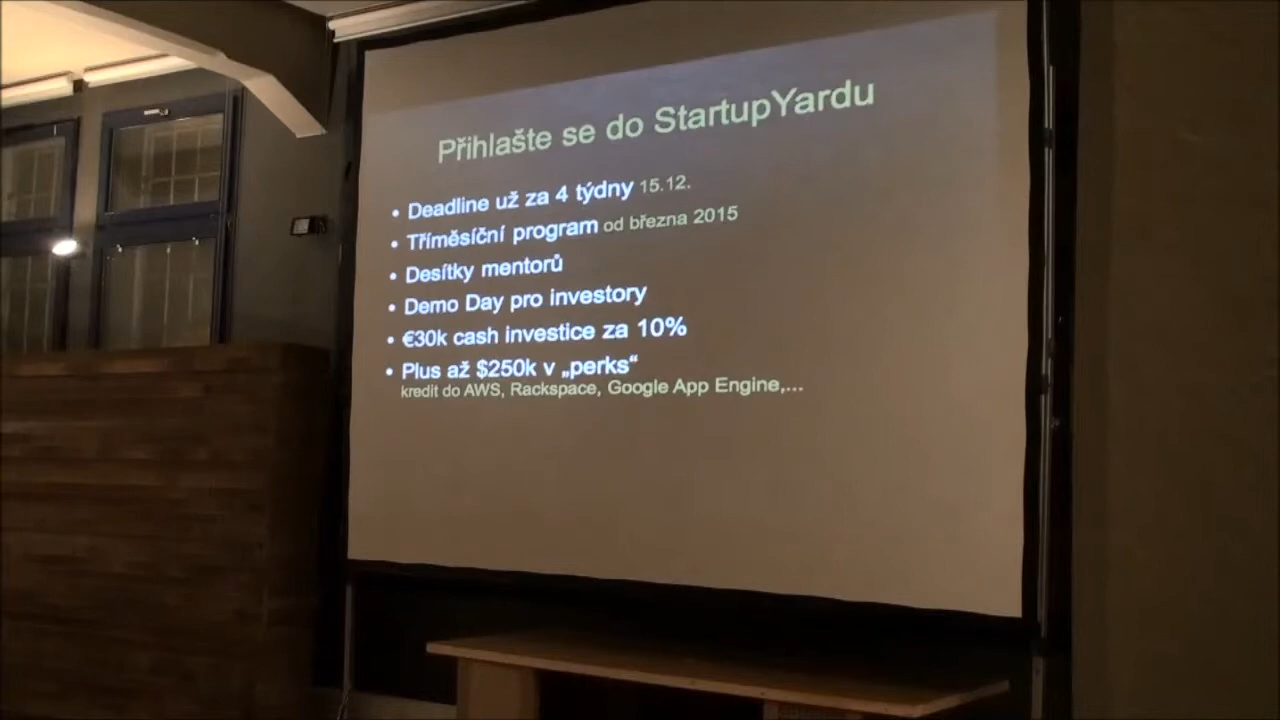 Přihlašte se do StartupYardu
• Deadline už za 4 týdny 15.12.
• Tříměsíční program od března 2015
• Desítky mentorů
• Demo Day pro investory
• €30k cash investice za 10%
• Plus až $250k v „perks“
kredit do AWS, Rackspace, Google App Engine,...